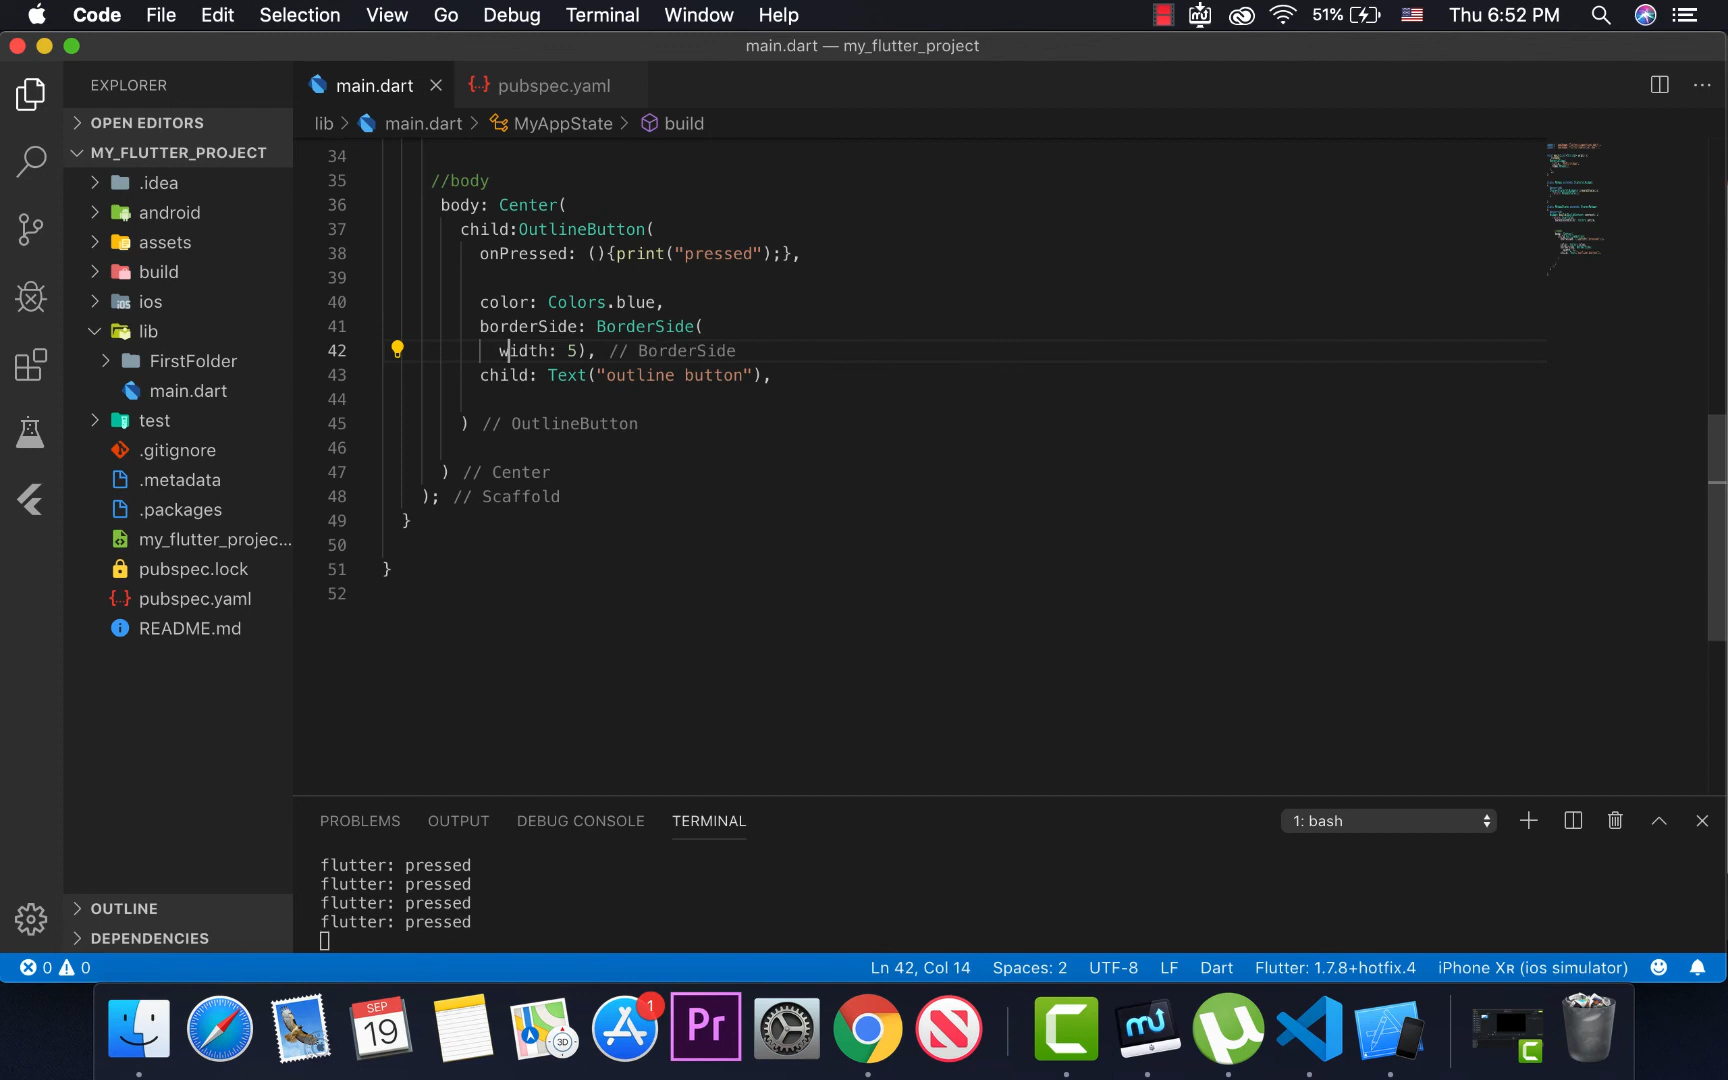 Code File Edit Selection View Go Debug Terminal Window Help 51% Thu 6:52 PM
main.dart — my_flutter_project
EXPLORER
main.dart pubspec.yaml
OPEN EDITORS
lib main.dart MyAppState build
MY_FLUTTER_PROJECT
.idea
android
assets
build
ios
lib
FirstFolder
main.dart
test
.gitignore
.metadata
.packages
my_flutter_projec...
pubspec.lock
pubspec.yaml
README.md
OUTLINE
DEPENDENCIES
34
35 //body
36 body: Center(
37 child:OutlineButton(
38 onPressed: (){print("pressed");},
39
40 color: Colors.blue,
41 borderSide: BorderSide(
42 width: 5), // BorderSide
43 child: Text("outline button"),
44
45 ) // OutlineButton
46
47 ) // Center
48 ); // Scaffold
49 }
50
51 }
52
PROBLEMS OUTPUT DEBUG CONSOLE TERMINAL 1: bash
flutter: pressed
flutter: pressed
flutter: pressed
flutter: pressed
0 0 Ln 42, Col 14 Spaces: 2 UTF-8 LF Dart Flutter: 1.7.8+hotfix.4 iPhone XR (ios simulator)
SEP
19
3D
1
Pr
C
C